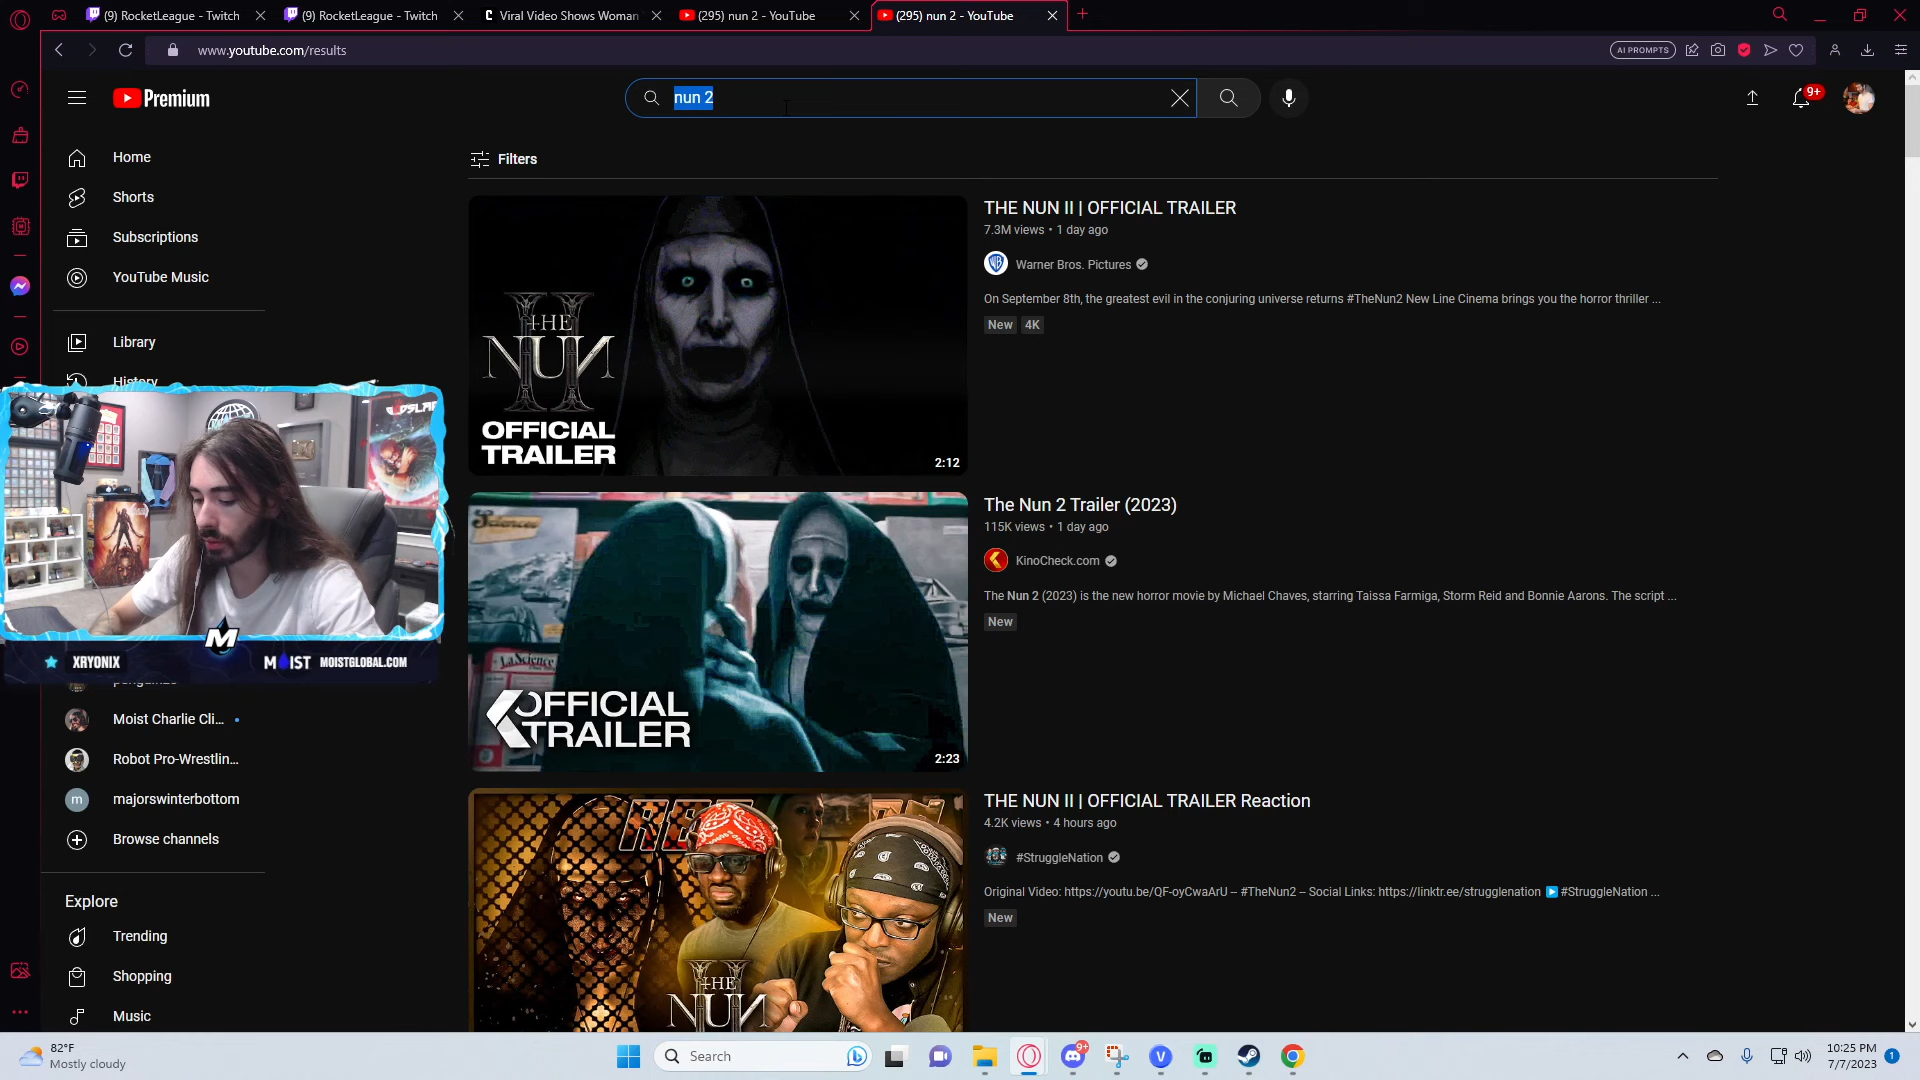 (9) RocketLeague - Twitch
(9) RocketLeague - Twitch
Viral Video Shows Woman
(295) nun 2 - YouTube
(295) nun 2 - YouTube
www.youtube.com/results
AI PROMPTS
Premium
nun 2
9+
Home
Shorts
Subscriptions
YouTube Music
Library
History
Filters
THE NUN II
OFFICIAL
TRAILER
2:12
THE NUN II | OFFICIAL TRAILER
7.3M views • 1 day ago
Warner Bros. Pictures
On September 8th, the greatest evil in the conjuring universe returns #TheNun2 New Line Cinema brings you the horror thriller ...
New 4K
LaScience
OFFICIAL
TRAILER
2:23
The Nun 2 Trailer (2023)
115K views • 1 day ago
KinoCheck.com
The Nun 2 (2023) is the new horror movie by Michael Chaves, starring Taissa Farmiga, Storm Reid and Bonnie Aarons. The script ...
New
THE NUN
THE NUN II | OFFICIAL TRAILER Reaction
4.2K views • 4 hours ago
#StruggleNation
Original Video: https://youtu.be/QF-oyCwaArU – #TheNun2 – Social Links: https://linktr.ee/strugglenation ▶ #StruggleNation ...
New
M
XRYONIX
MOIST
MOISTGLOBAL.COM
Moist Charlie Cli...
Robot Pro-Wrestlin...
m
majorswinterbottom
Browse channels
Explore
Trending
Shopping
Music
82°F
Mostly cloudy
Search
9+
V
10:25 PM
7/7/2023
1